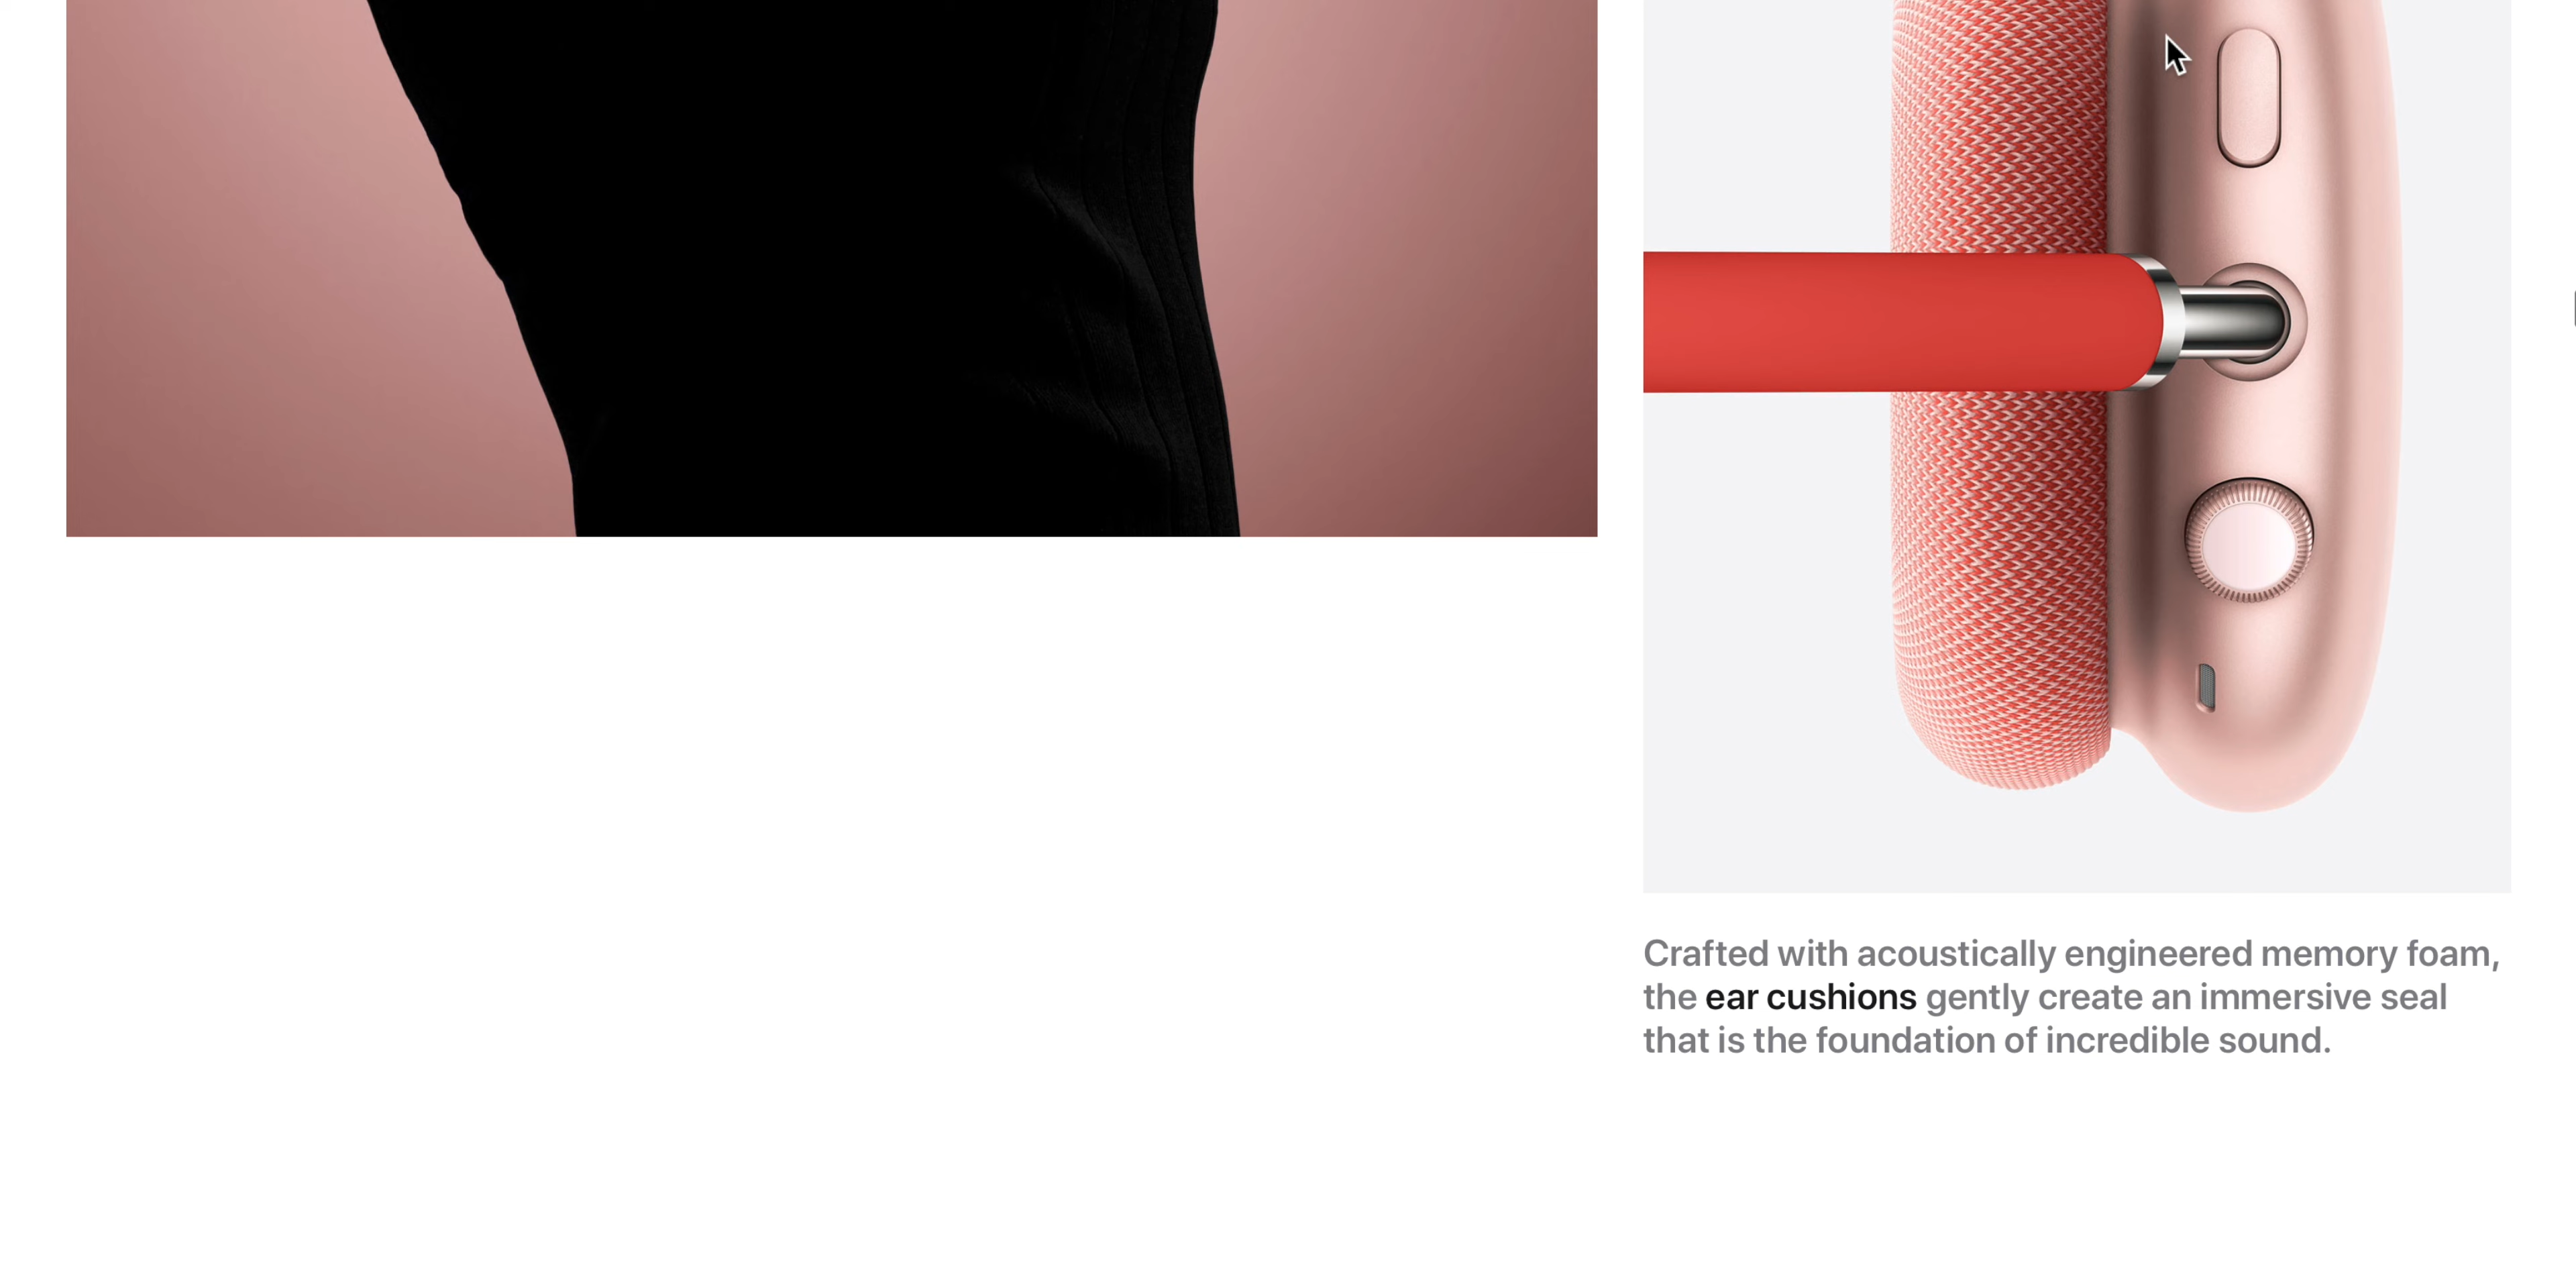 Crafted with acoustically engineered memory foam,
the ear cushions gently create an immersive seal
that is the foundation of incredible sound.